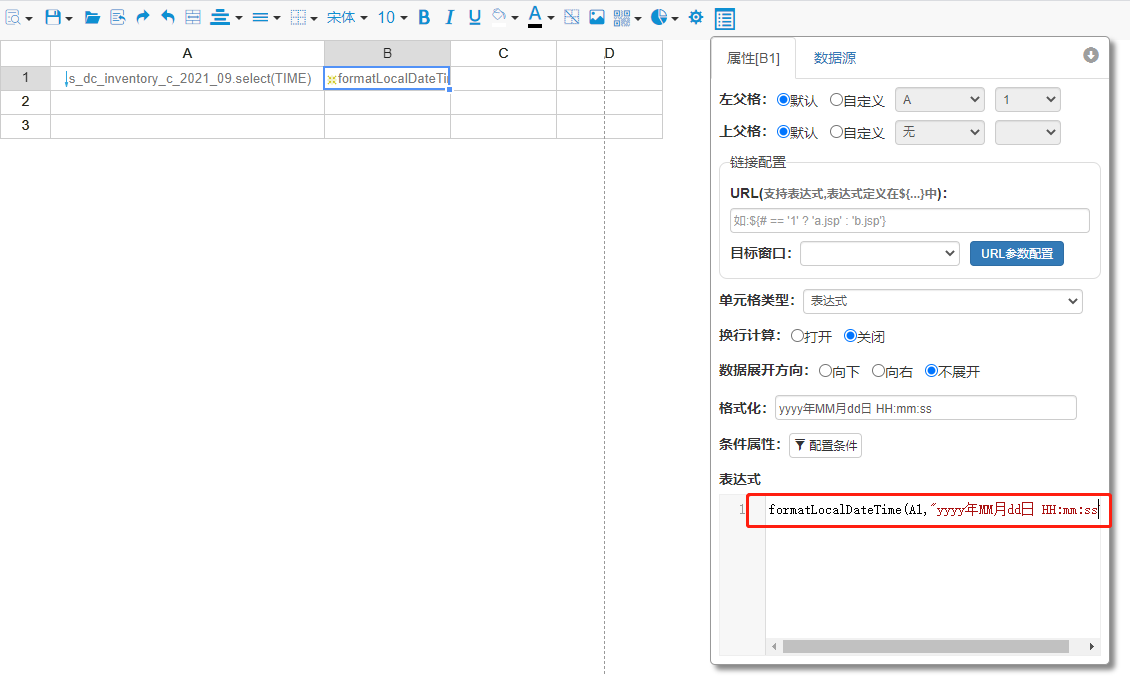 宋体 10 B I U A
A B C D
1 s_dc_inventory_c_2021_09.select(TIME) formatLocalDateTi
2
3
属性[B1] 数据源
左父格： 默认 自定义 A 1
上父格： 默认 自定义 无
链接配置
URL(支持表达式,表达式定义在${...}中)：
如:${# == '1' ? 'a.jsp' : 'b.jsp'}
目标窗口： URL参数配置
单元格类型： 表达式
换行计算： 打开 关闭
数据展开方向： 向下 向右 不展开
格式化： yyyy年MM月dd日 HH:mm:ss
条件属性： 配置条件
表达式
1 formatLocalDateTime(A1,"yyyy年MM月dd日 HH:mm:ss